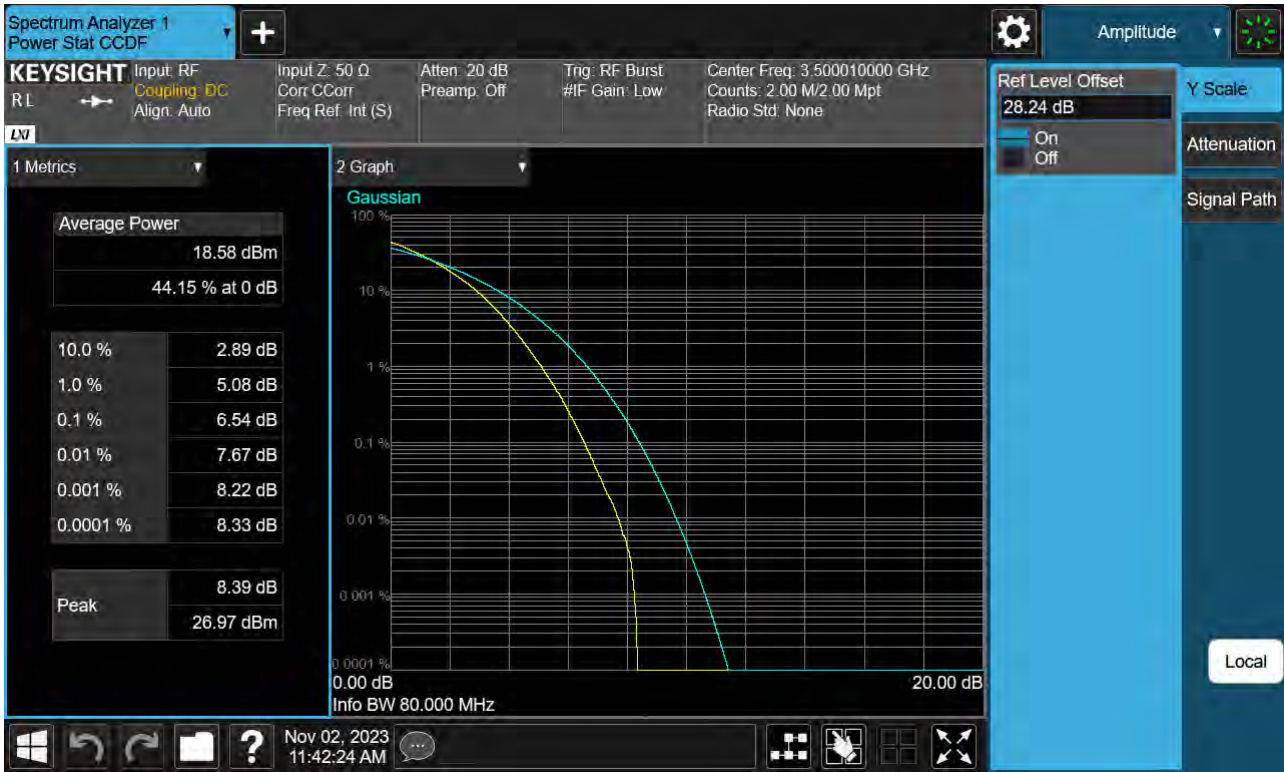 Spectrum Analyzer 1
Power Stat CCDF
▼
+
Amplitude ▼
KEYSIGHT
RL
LXI
Input: RF
Coupling: DC
Align: Auto
Input Z: 50 Ω
Corr CCorr
Freq Ref: Int (S)
Atten: 20 dB
Preamp: Off
Trig: RF Burst
#IF Gain: Low
Center Freq: 3.500010000 GHz
Counts: 2.00 M/2.00 Mpt
Radio Std: None
Ref Level Offset
28.24 dB
On
Off
Y Scale
Attenuation
Signal Path
Local
1 Metrics ▼
Average Power
18.58 dBm
44.15 % at 0 dB
10.0 % 2.89 dB
1.0 % 5.08 dB
0.1 % 6.54 dB
0.01 % 7.67 dB
0.001 % 8.22 dB
0.0001 % 8.33 dB
Peak
8.39 dB
26.97 dBm
2 Graph ▼
Gaussian
100 %
10 %
1 %
0.1 %
0.01 %
0.001 %
0.0001 %
0.00 dB 20.00 dB
Info BW 80.000 MHz
?
Nov 02, 2023
11:42:24 AM